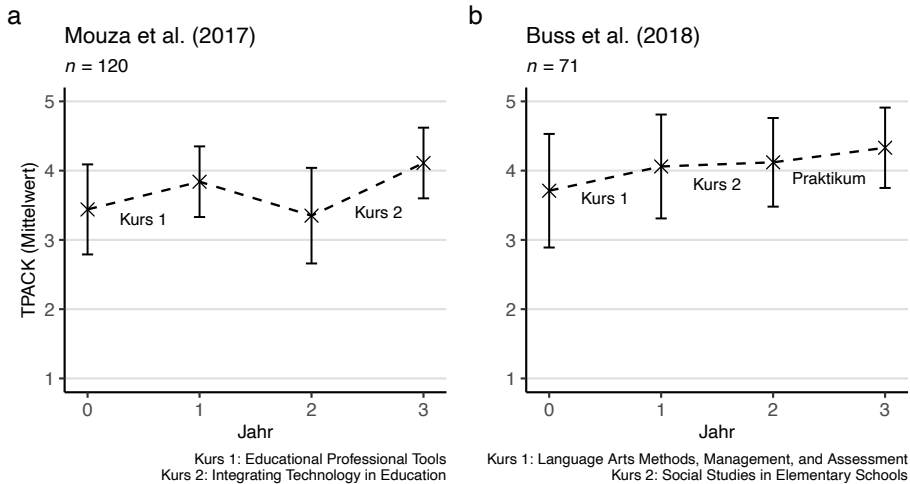 a
Mouza et al. (2017)
n = 120
TPACK (Mittelwert)
5
4
3
2
1
Kurs 1
Kurs 2
0 1 2 3
Jahr
Kurs 1: Educational Professional Tools
Kurs 2: Integrating Technology in Education
b
Buss et al. (2018)
n = 71
5
4
3
2
1
Kurs 1
Kurs 2
Praktikum
0 1 2 3
Jahr
Kurs 1: Language Arts Methods, Management, and Assessment
Kurs 2: Social Studies in Elementary Schools